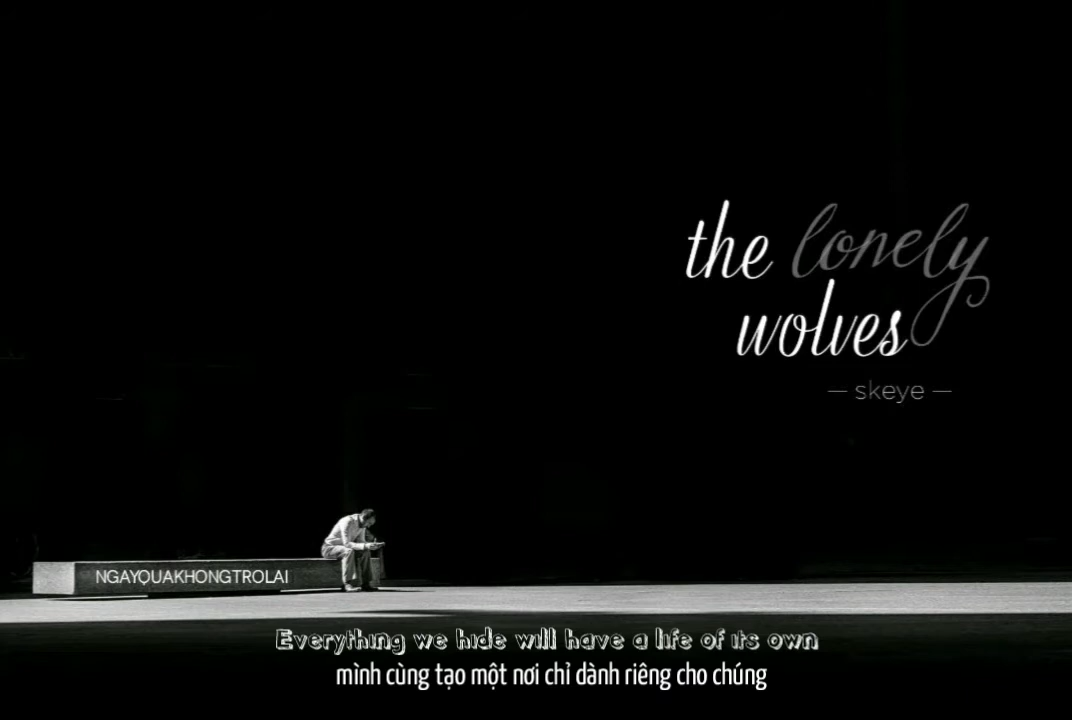 the lonely
wolves
— skeye —
NGAYQUAKHONGTROLAI
Everything we hide will have a life of its own
mình cùng tạo một nơi chỉ dành riêng cho chúng